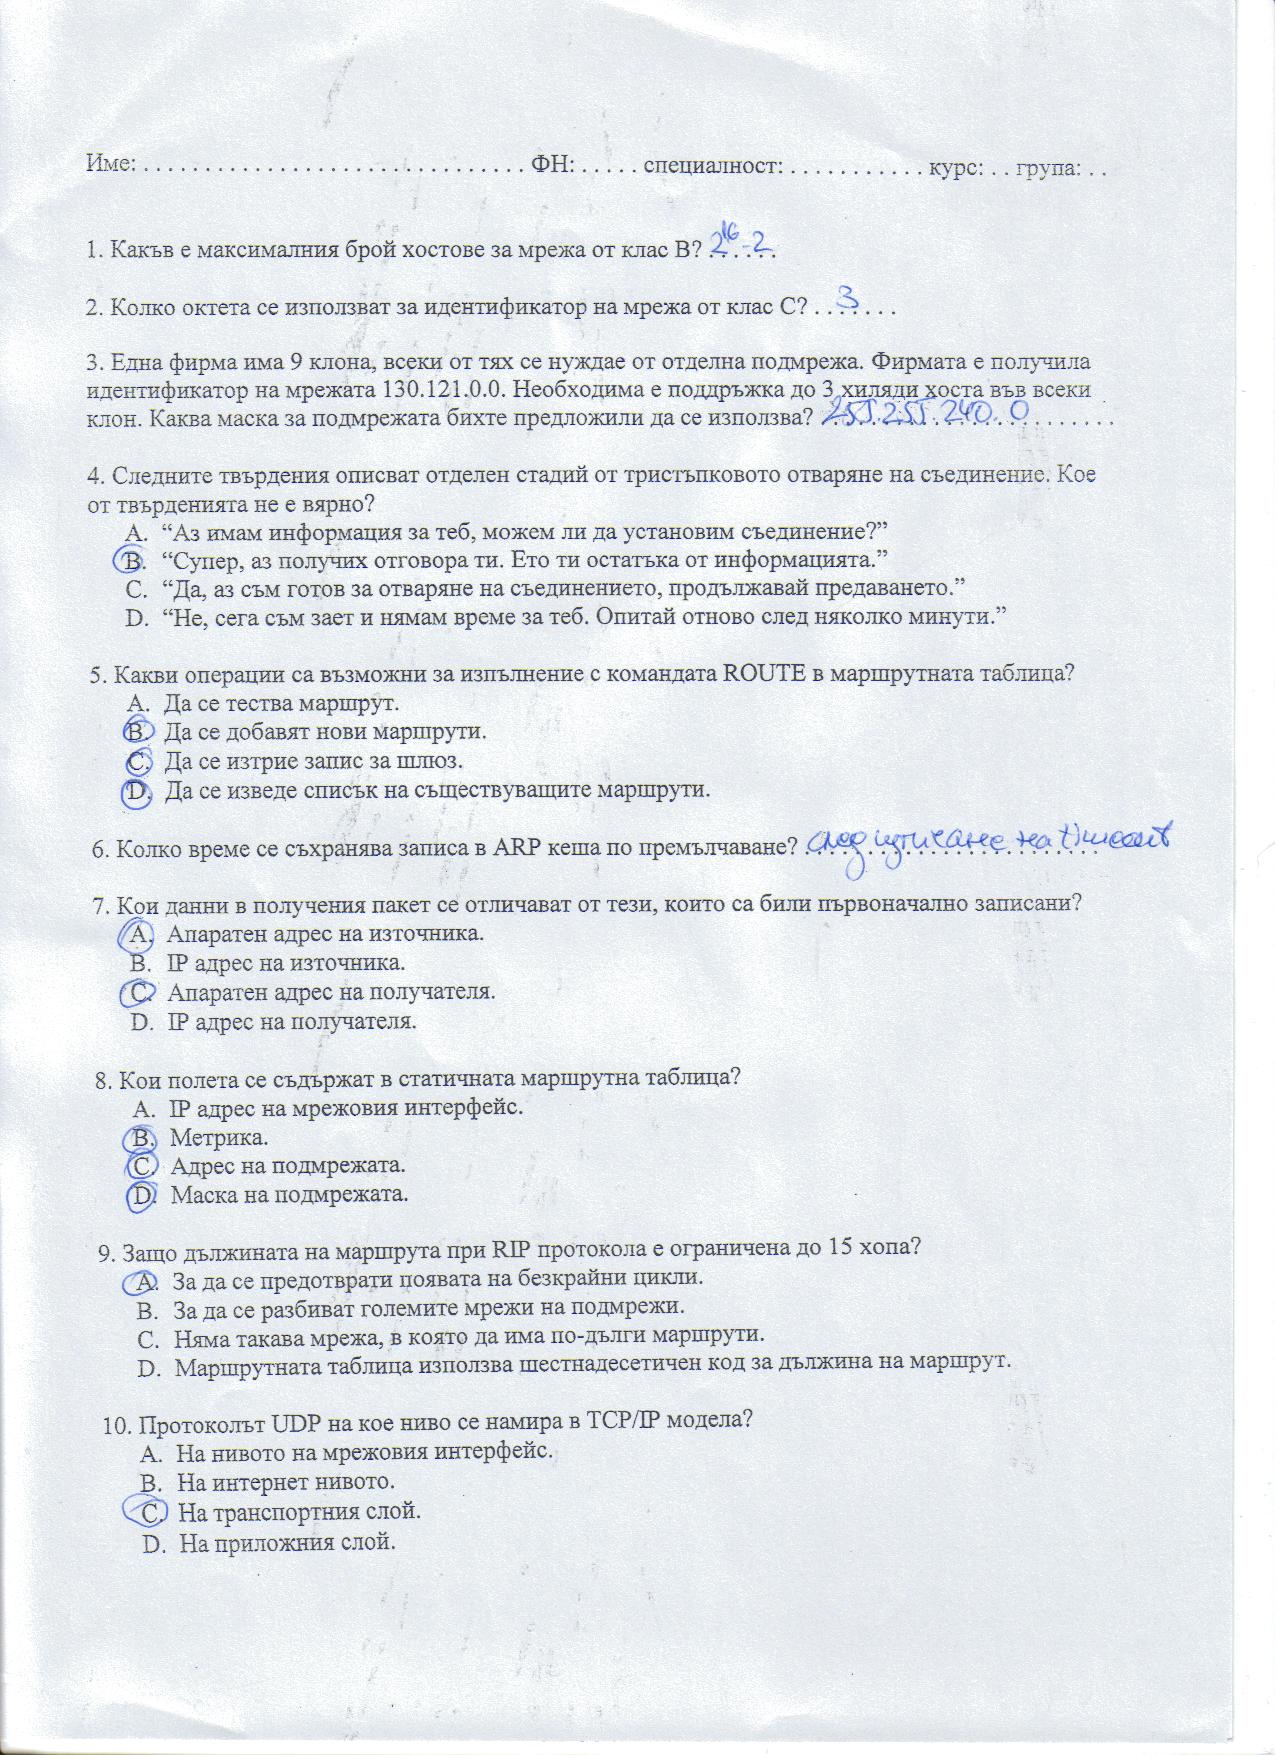 Име: . . . . . . . . . . . . . . . . . . . . . . . . . . . . . . . ФН: . . . . . специалност: . . . . . . . . . . . курс: . . група: . .
1. Какъв е максималния брой хостове за мрежа от клас B? 2^16-2
2. Колко октета се използват за идентификатор на мрежа от клас C? . . 3 . . .
3. Една фирма има 9 клона, всеки от тях се нуждае от отделна подмрежа. Фирмата е получила
идентификатор на мрежата 130.121.0.0. Необходима е поддръжка до 3 хиляди хоста във всеки
клон. Каква маска за подмрежата бихте предложили да се използва? 255.255.240.0 . . . . . . .
4. Следните твърдения описват отделен стадий от тристъпковото отваряне на съединение. Кое
от твърденията не е вярно?
A. “Аз имам информация за теб, можем ли да установим съединение?”
B. “Супер, аз получих отговора ти. Ето ти остатъка от информацията.”
C. “Да, аз съм готов за отваряне на съединението, продължавай предаването.”
D. “Не, сега съм зает и нямам време за теб. Опитай отново след няколко минути.”
5. Какви операции са възможни за изпълнение с командата ROUTE в маршрутната таблица?
A. Да се тества маршрут.
B. Да се добавят нови маршрути.
C. Да се изтрие запис за шлюз.
D. Да се изведе списък на съществуващите маршрути.
6. Колко време се съхранява записа в ARP кеша по премълчаване? след изтичане на
7. Кои данни в получения пакет се отличават от тези, които са били първоначално записани?
A. Апаратен адрес на източника.
B. IP адрес на източника.
C. Апаратен адрес на получателя.
D. IP адрес на получателя.
8. Кои полета се съдържат в статичната маршрутна таблица?
A. IP адрес на мрежовия интерфейс.
B. Метрика.
C. Адрес на подмрежата.
D. Маска на подмрежата.
9. Защо дължината на маршрута при RIP протокола е ограничена до 15 хопа?
A. За да се предотврати появата на безкрайни цикли.
B. За да се разбиват големите мрежи на подмрежи.
C. Няма такава мрежа, в която да има по-дълги маршрути.
D. Маршрутната таблица използва шестнадесетичен код за дължина на маршрут.
10. Протоколът UDP на кое ниво се намира в TCP/IP модела?
A. На нивото на мрежовия интерфейс.
B. На интернет нивото.
C. На транспортния слой.
D. На приложния слой.